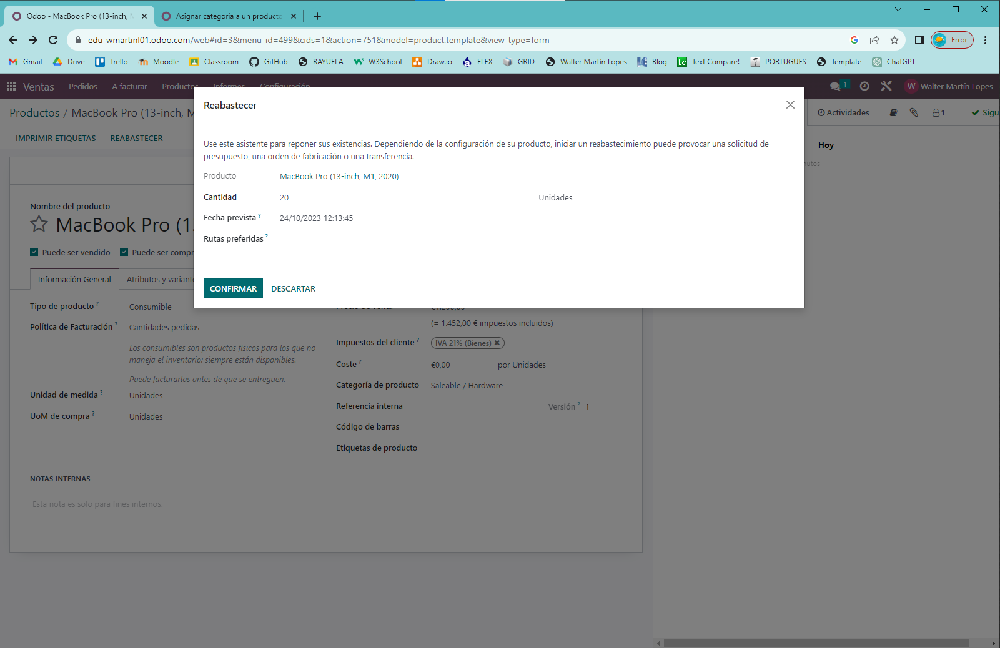 Odoo - MacBook Pro (13-inch, M
Asignar categoria a un producto
edu-wmartinl01.odoo.com/web#id=3&menu_id=499&cids=1&action=751&model=product.template&view_type=form
Error
Gmail Drive Trello Moodle Classroom GitHub RAYUELA W3School Draw.io FLEX GRID Walter Martín Lopes Blog Text Compare! PORTUGUES Template ChatGPT
Ventas Pedidos A facturar Productos Informes Configuración 1 W Walter Martín Lopes
Productos / MacBook Pro (13-inch, M
Actividades 1 Sigu
IMPRIMIR ETIQUETAS REABASTECER
Hoy
Reabastecer
Use este asistente para reponer sus existencias. Dependiendo de la configuración de su producto, iniciar un reabastecimiento puede provocar una solicitud de
presupuesto, una orden de fabricación o una transferencia.
Producto MacBook Pro (13-inch, M1, 2020)
Cantidad 20 Unidades
Fecha prevista ? 24/10/2023 12:13:45
Rutas preferidas ?
CONFIRMAR DESCARTAR
Nombre del producto
MacBook Pro (1
Puede ser vendido Puede ser compr
Información General Atributos y variant
Tipo de producto ? Consumible
Política de Facturación ? Cantidades pedidas
Los consumibles son productos físicos para los que no
maneja el inventario: siempre están disponibles.
Puede facturarlas antes de que se entreguen.
Unidad de medida ? Unidades
UoM de compra ? Unidades
Precio de venta
(= 1.452,00 € impuestos incluidos)
Impuestos del cliente ? IVA 21% (Bienes)
Coste ? €0,00 por Unidades
Categoría de producto Saleable / Hardware
Referencia interna Versión ? 1
Código de barras
Etiquetas de producto
NOTAS INTERNAS
Esta nota es solo para fines internos.